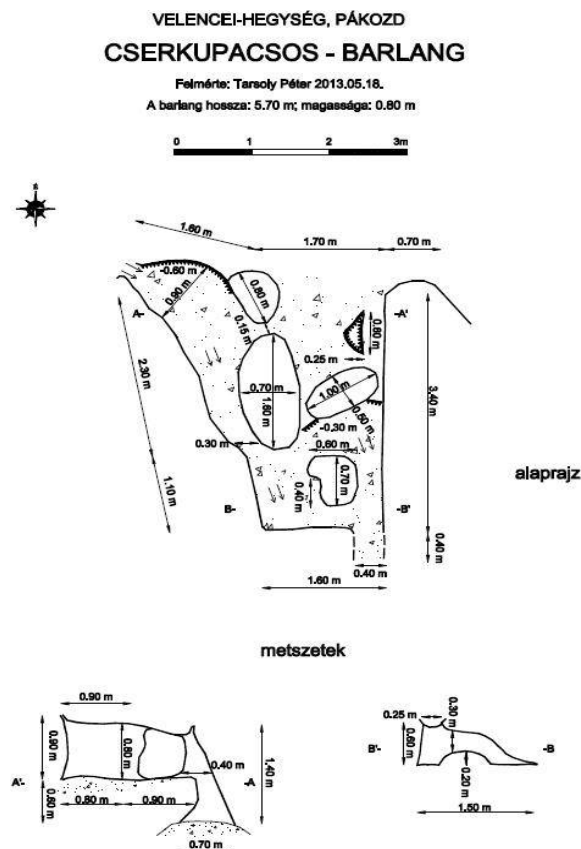 VELENCEI-HEGYSÉG, PÁKOZD
CSERKUPACSOS - BARLANG
Felmérte: Tarsoly Péter 2013.05.18.
A barlang hossza: 5.70 m; magassága: 0.80 m
0 1 2 3m
1.60 m 1.70 m 0.70 m
-0.60 m
0.90 m
0.80 m
A- -A'
0.15 m
0.80 m
0.25 m
2.30 m
0.70 m
1.60 m
1.00 m
0.50 m
3.40 m
-0.30 m
0.30 m
0.60 m
1.10 m
0.70 m
0.40 m
alaprajz
B- -B'
0.40 m
0.40 m
1.60 m
metszetek
0.90 m
0.90 m
0.80 m
0.40 m
1.40 m
A'- -A
0.60 m
0.80 m 0.90 m
0.70 m
0.25 m
0.30 m
B'- -B
0.60 m
0.20 m
1.50 m